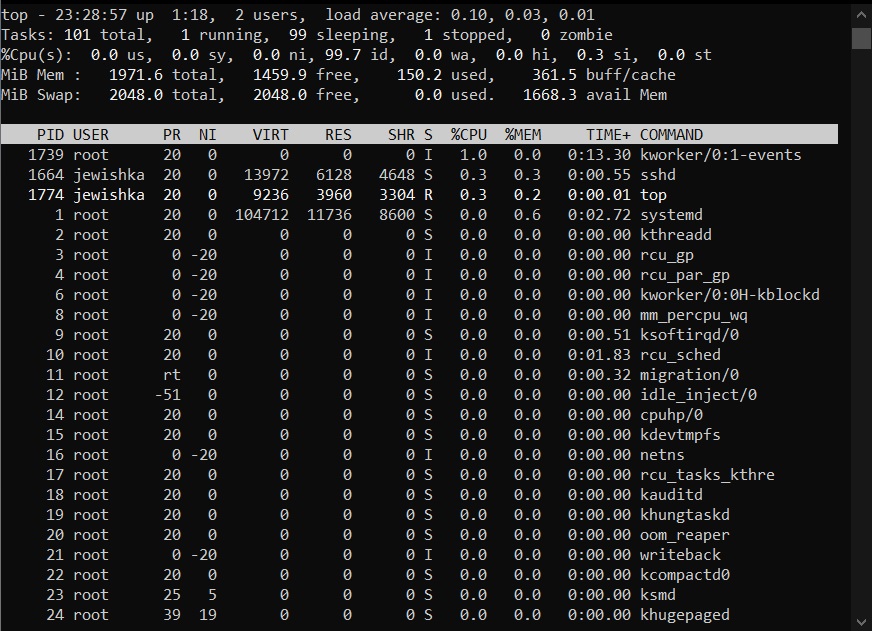 top - 23:28:57 up  1:18,  2 users,  load average: 0.10, 0.03, 0.01
Tasks: 101 total,   1 running,  99 sleeping,   1 stopped,   0 zombie
%Cpu(s):  0.0 us,  0.0 sy,  0.0 ni, 99.7 id,  0.0 wa,  0.0 hi,  0.3 si,  0.0 st
MiB Mem :   1971.6 total,   1459.9 free,    150.2 used,    361.5 buff/cache
MiB Swap:   2048.0 total,   2048.0 free,      0.0 used.   1668.3 avail Mem
    PID USER      PR  NI    VIRT    RES    SHR S  %CPU  %MEM     TIME+ COMMAND
   1739 root      20   0       0      0      0 I   1.0   0.0   0:13.30 kworker/0:1-events
   1664 jewishka  20   0   13972   6128   4648 S   0.3   0.3   0:00.55 sshd
   1774 jewishka  20   0    9236   3960   3304 R   0.3   0.2   0:00.01 top
      1 root      20   0  104712  11736   8600 S   0.0   0.6   0:02.72 systemd
      2 root      20   0       0      0      0 S   0.0   0.0   0:00.00 kthreadd
      3 root       0 -20       0      0      0 I   0.0   0.0   0:00.00 rcu_gp
      4 root       0 -20       0      0      0 I   0.0   0.0   0:00.00 rcu_par_gp
      6 root       0 -20       0      0      0 I   0.0   0.0   0:00.00 kworker/0:0H-kblockd
      8 root       0 -20       0      0      0 I   0.0   0.0   0:00.00 mm_percpu_wq
      9 root      20   0       0      0      0 S   0.0   0.0   0:00.51 ksoftirqd/0
     10 root      20   0       0      0      0 I   0.0   0.0   0:01.83 rcu_sched
     11 root      rt   0       0      0      0 S   0.0   0.0   0:00.32 migration/0
     12 root     -51   0       0      0      0 S   0.0   0.0   0:00.00 idle_inject/0
     14 root      20   0       0      0      0 S   0.0   0.0   0:00.00 cpuhp/0
     15 root      20   0       0      0      0 S   0.0   0.0   0:00.00 kdevtmpfs
     16 root       0 -20       0      0      0 I   0.0   0.0   0:00.00 netns
     17 root      20   0       0      0      0 S   0.0   0.0   0:00.00 rcu_tasks_kthre
     18 root      20   0       0      0      0 S   0.0   0.0   0:00.00 kauditd
     19 root      20   0       0      0      0 S   0.0   0.0   0:00.00 khungtaskd
     20 root      20   0       0      0      0 S   0.0   0.0   0:00.00 oom_reaper
     21 root       0 -20       0      0      0 I   0.0   0.0   0:00.00 writeback
     22 root      20   0       0      0      0 S   0.0   0.0   0:00.00 kcompactd0
     23 root      25   5       0      0      0 S   0.0   0.0   0:00.00 ksmd
     24 root      39  19       0      0      0 S   0.0   0.0   0:00.00 khugepaged